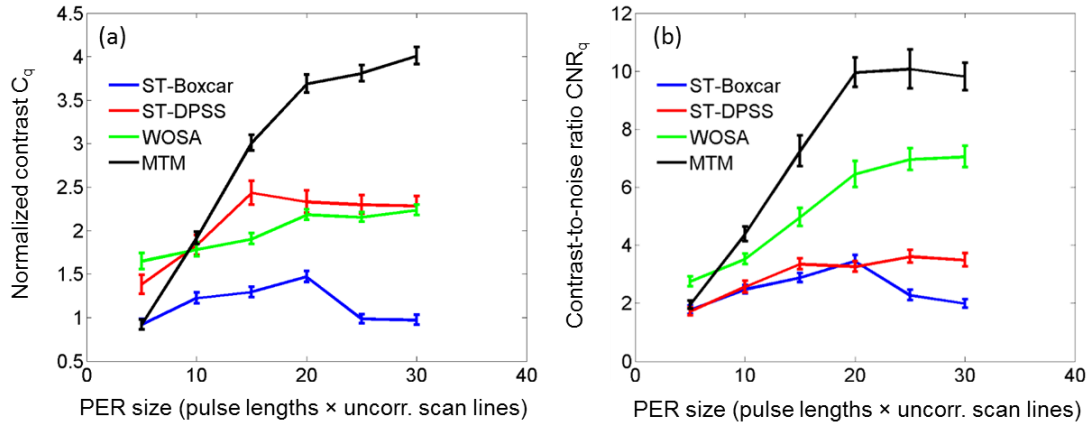 (a)
Normalized contrast Cq
4.5
4
3.5
3
2.5
2
1.5
1
0.5
ST-Boxcar
ST-DPSS
WOSA
MTM
0
10
20
30
40
PER size (pulse lengths × uncorr. scan lines)
(b)
Contrast-to-noise ratio CNRq
12
10
8
6
4
2
0
ST-Boxcar
ST-DPSS
WOSA
MTM
0
10
20
30
40
PER size (pulse lengths × uncorr. scan lines)